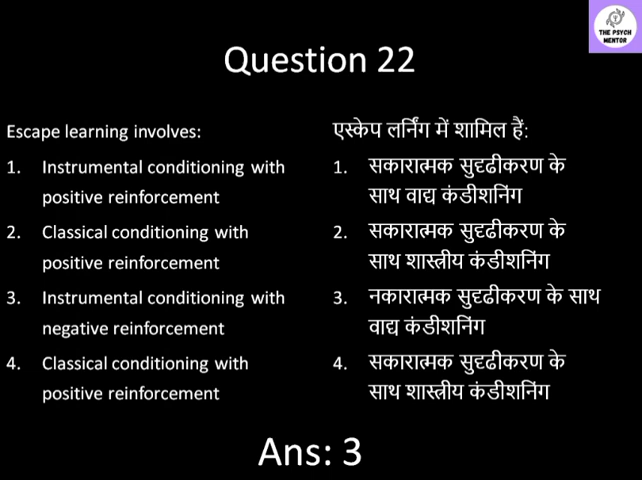 THE PSYCH
MENTOR
Question 22
Escape learning involves:
1. Instrumental conditioning with
positive reinforcement
2. Classical conditioning with
positive reinforcement
3. Instrumental conditioning with
negative reinforcement
4. Classical conditioning with
positive reinforcement
एस्केप लर्निंग में शामिल हैं:
1. सकारात्मक सुदृढीकरण के
साथ वाद्य कंडीशनिंग
2. सकारात्मक सुदृढीकरण के
साथ शास्त्रीय कंडीशनिंग
3. नकारात्मक सुदृढीकरण के साथ
वाद्य कंडीशनिंग
4. सकारात्मक सुदृढीकरण के
साथ शास्त्रीय कंडीशनिंग
Ans: 3